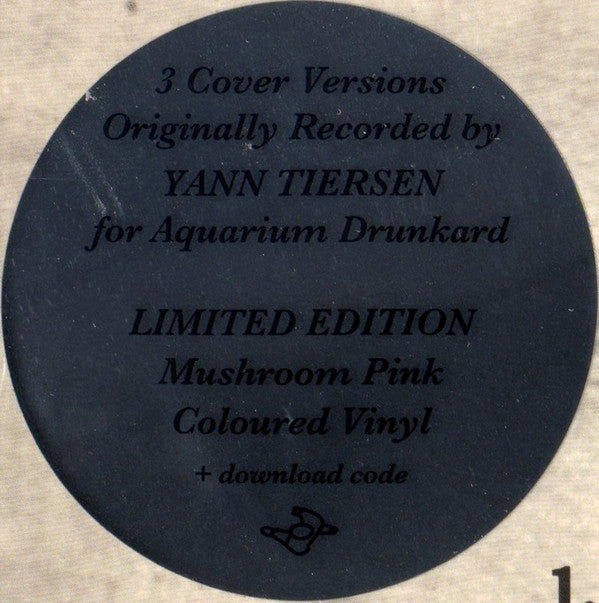 3 Cover Versions
Originally Recorded by
YANN TIERSEN
for Aquarium Drunkard
LIMITED EDITION
Mushroom Pink
Coloured Vinyl
+ download code